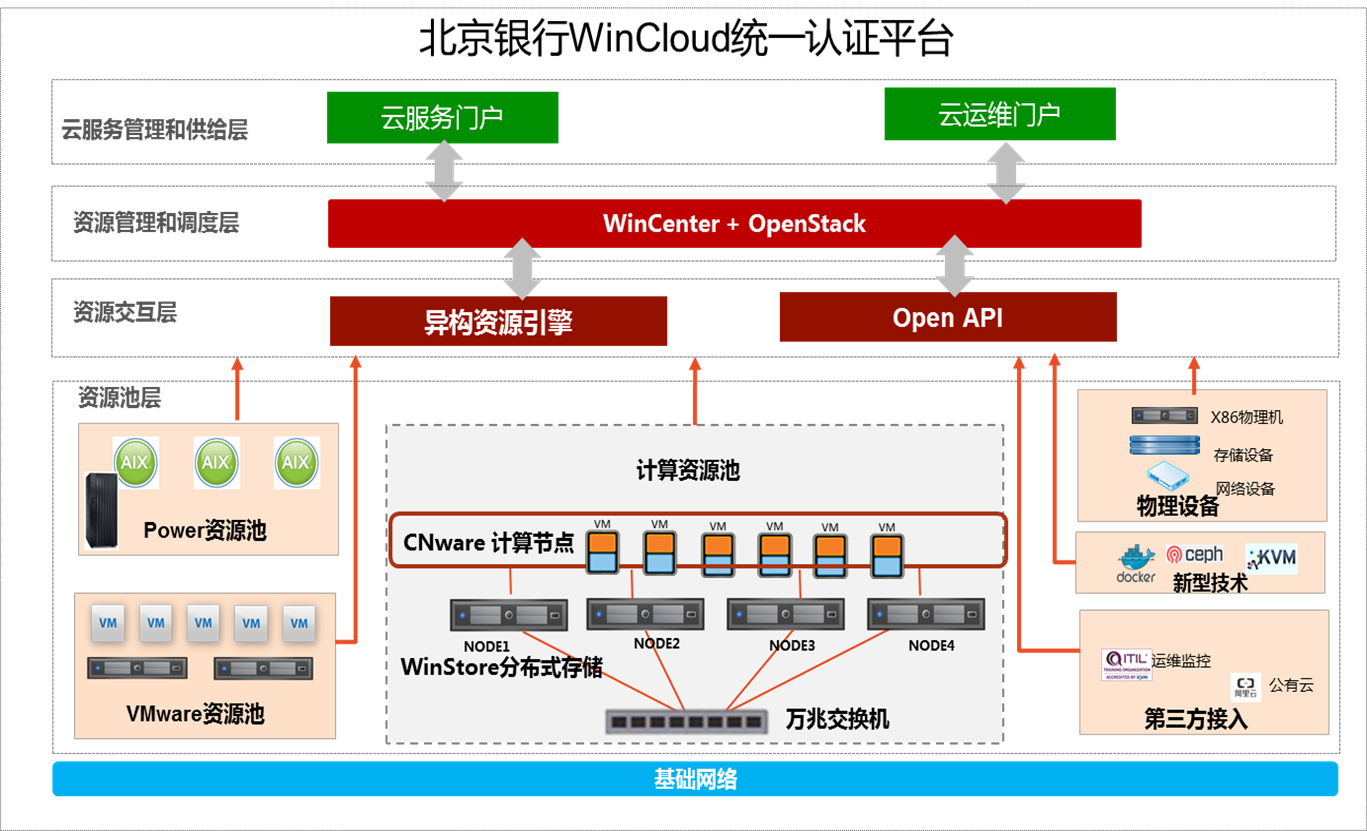 北京银行WinCloud统一认证平台
云服务管理和供给层
云服务门户
云运维门户
资源管理和调度层
WinCenter + OpenStack
资源交互层
异构资源引擎
Open API
资源池层
AIX
AIX
AIX
Power资源池
VM
VM
VM
VM
VM
VMware资源池
计算资源池
CNware 计算节点
VM
VM
VM
VM
VM
VM
NODE1
NODE2
NODE3
NODE4
WinStore分布式存储
万兆交换机
X86物理机
存储设备
网络设备
物理设备
docker
ceph
KVM
新型技术
ITIL
TRAINING ORGANIZATION
ACCREDITED BY
运维监控
阿里云
公有云
第三方接入
基础网络